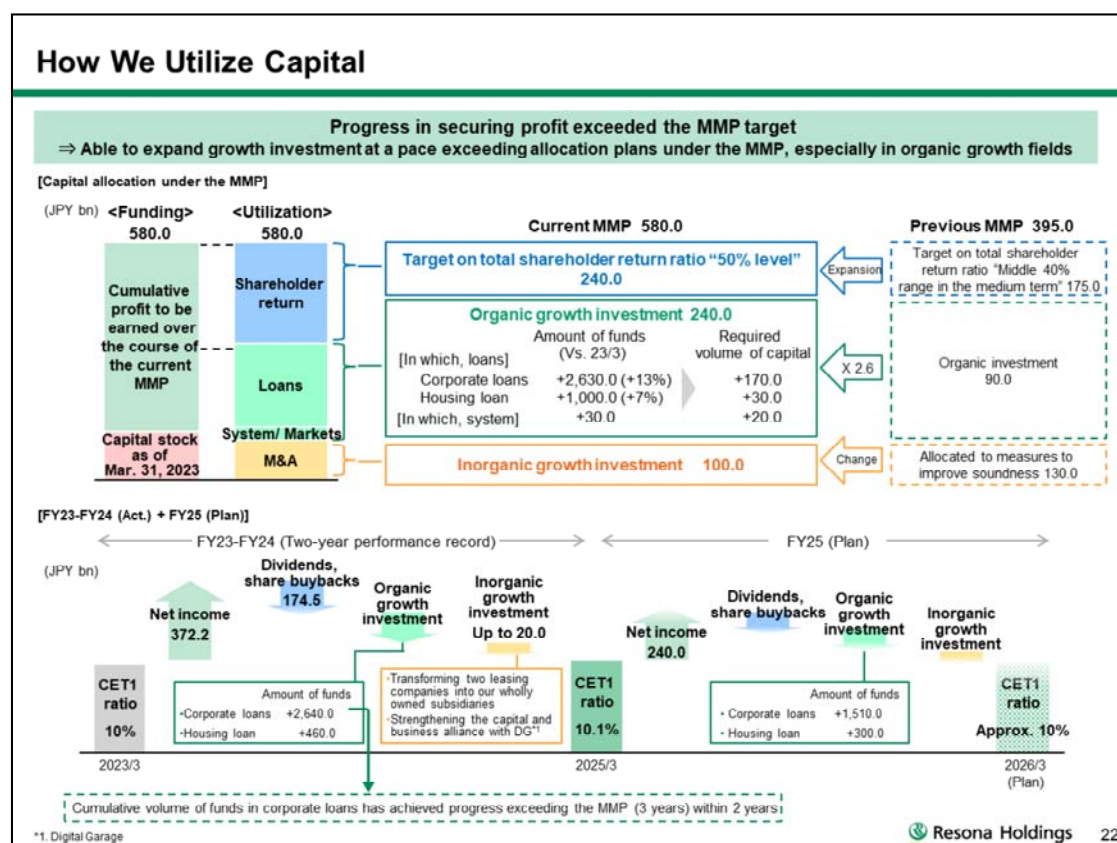 How We Utilize Capital
Progress in securing profit exceeded the MMP target
⇒ Able to expand growth investment at a pace exceeding allocation plans under the MMP, especially in organic growth fields
[Capital allocation under the MMP]
(JPY bn)
<Funding>
580.0
<Utilization>
580.0
Cumulative
profit to be
earned over
the course of
the current
MMP
Capital stock
as of
Mar. 31, 2023
Shareholder
return
Loans
System/ Markets
M&A
Current MMP 580.0
Target on total shareholder return ratio “50% level”
240.0
Organic growth investment 240.0
Amount of funds
(Vs. 23/3)
Required
volume of capital
[In which, loans]
Corporate loans +2,630.0 (+13%) +170.0
Housing loan +1,000.0 (+7%) +30.0
[In which, system] +30.0 +20.0
Inorganic growth investment 100.0
Expansion
X 2.6
Change
Previous MMP 395.0
Target on total shareholder
return ratio “Middle 40%
range in the medium term” 175.0
Organic investment
90.0
Allocated to measures to
improve soundness 130.0
[FY23-FY24 (Act.) + FY25 (Plan)]
FY23-FY24 (Two-year performance record)
FY25 (Plan)
(JPY bn)
CET1
ratio
10%
2023/3
Net income
372.2
Dividends,
share buybacks
174.5
Organic
growth
investment
Inorganic
growth
investment
Up to 20.0
Amount of funds
・Corporate loans +2,640.0
・Housing loan +460.0
・Transforming two leasing
companies into our wholly
owned subsidiaries
・Strengthening the capital and
business alliance with DG*1
CET1
ratio
10.1%
2025/3
Net income
240.0
Dividends,
share buybacks
Organic
growth
investment
Inorganic
growth
investment
Amount of funds
・Corporate loans +1,510.0
・Housing loan +300.0
CET1
ratio
Approx. 10%
2026/3
(Plan)
Cumulative volume of funds in corporate loans has achieved progress exceeding the MMP (3 years) within 2 years
*1. Digital Garage
Resona Holdings
22